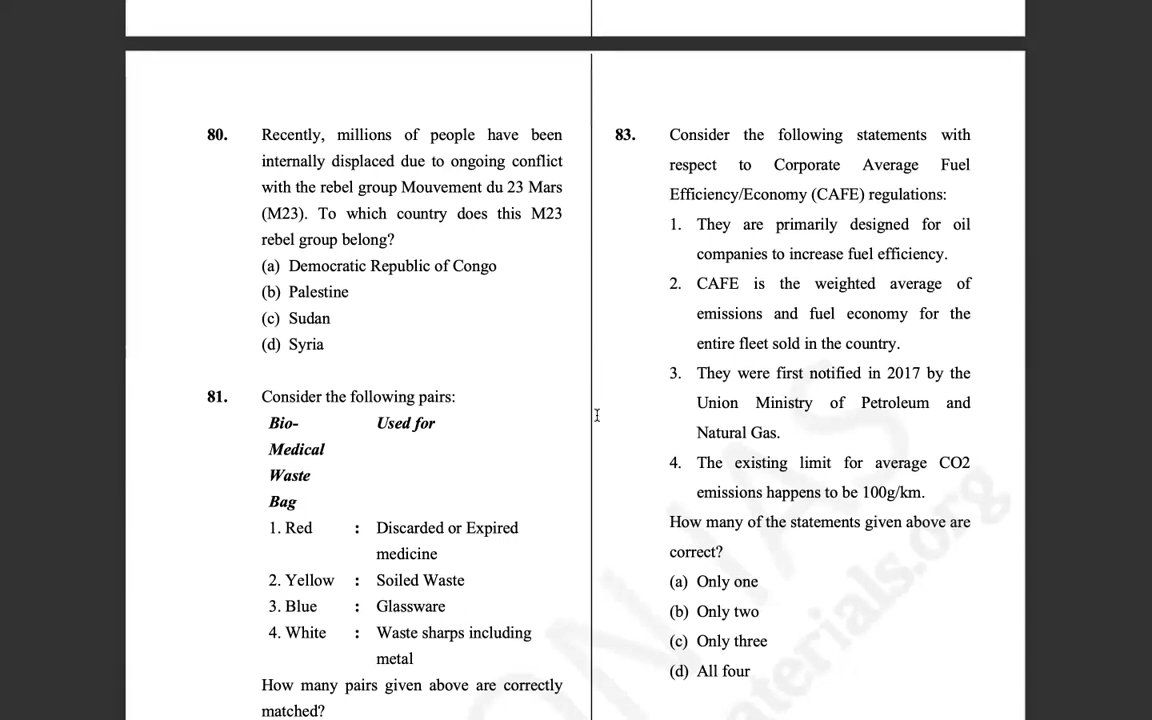 80. Recently, millions of people have been
internally displaced due to ongoing conflict
with the rebel group Mouvement du 23 Mars
(M23). To which country does this M23
rebel group belong?
(a) Democratic Republic of Congo
(b) Palestine
(c) Sudan
(d) Syria
81. Consider the following pairs:
Bio- Used for
Medical
Waste
Bag
1. Red : Discarded or Expired
medicine
2. Yellow : Soiled Waste
3. Blue : Glassware
4. White : Waste sharps including
metal
How many pairs given above are correctly
matched?
83. Consider the following statements with
respect to Corporate Average Fuel
Efficiency/Economy (CAFE) regulations:
1. They are primarily designed for oil
companies to increase fuel efficiency.
2. CAFE is the weighted average of
emissions and fuel economy for the
entire fleet sold in the country.
3. They were first notified in 2017 by the
Union Ministry of Petroleum and
Natural Gas.
4. The existing limit for average CO2
emissions happens to be 100g/km.
How many of the statements given above are
correct?
(a) Only one
(b) Only two
(c) Only three
(d) All four